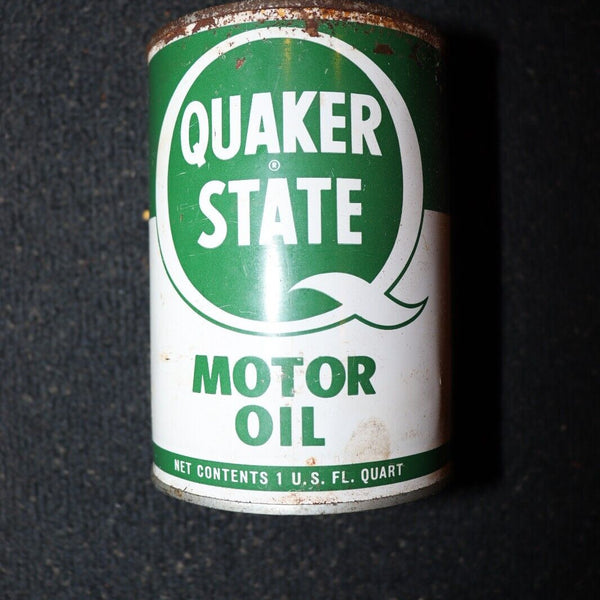 QUAKER
®
STATE
MOTOR
OIL
NET CONTENTS 1 U.S. FL. QUART